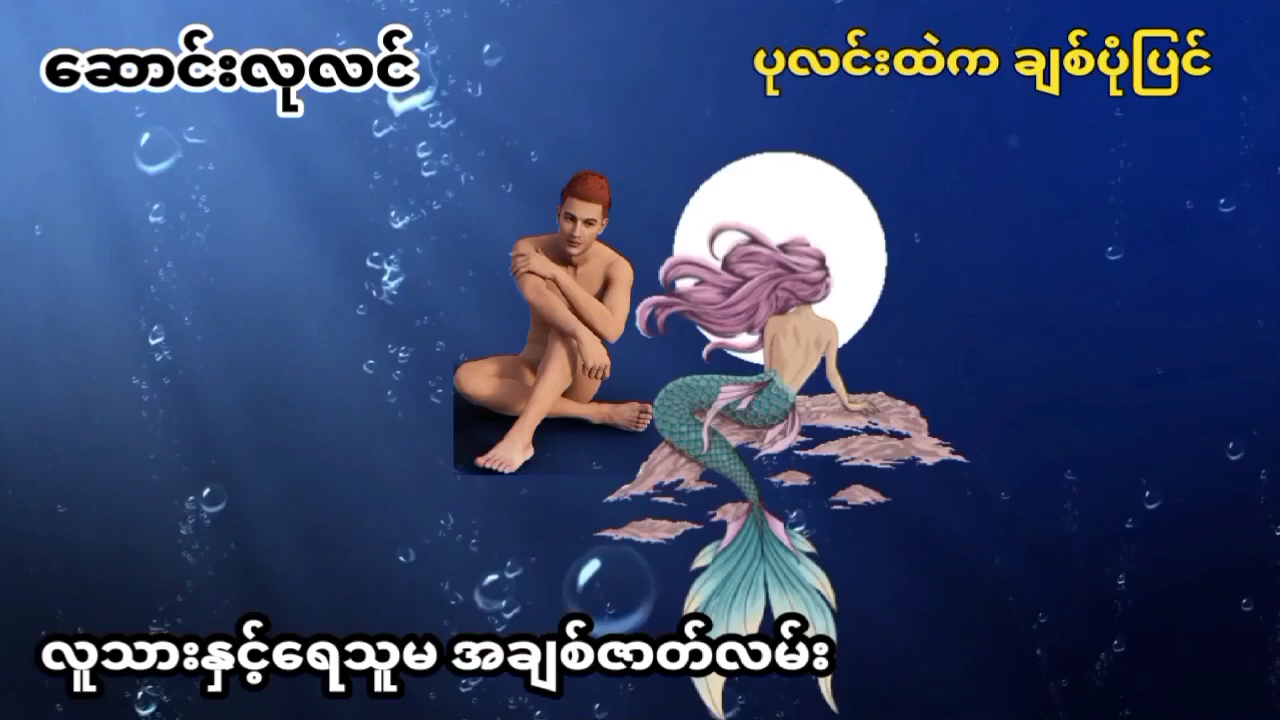 ဆောင်းလုလင်
ပုလင်းထဲက ချစ်ပုံပြင်
လူသားနှင့်ရေသူမ အချစ်ဇာတ်လမ်း